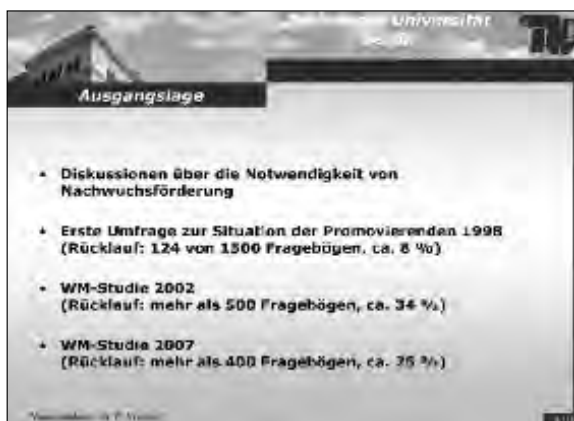 Universität
Ausgangslage
• Diskussionen über die Notwendigkeit von
Nachwuchsförderung
• Erste Umfrage zur Situation der Promovierenden 1998
(Rücklauf: 124 von 1500 Fragebögen, ca. 8 %)
• WM-Studie 2002
(Rücklauf: mehr als 500 Fragebögen, ca. 34 %)
• WM-Studie 2007
(Rücklauf: mehr als 400 Fragebögen, ca. 25 %)